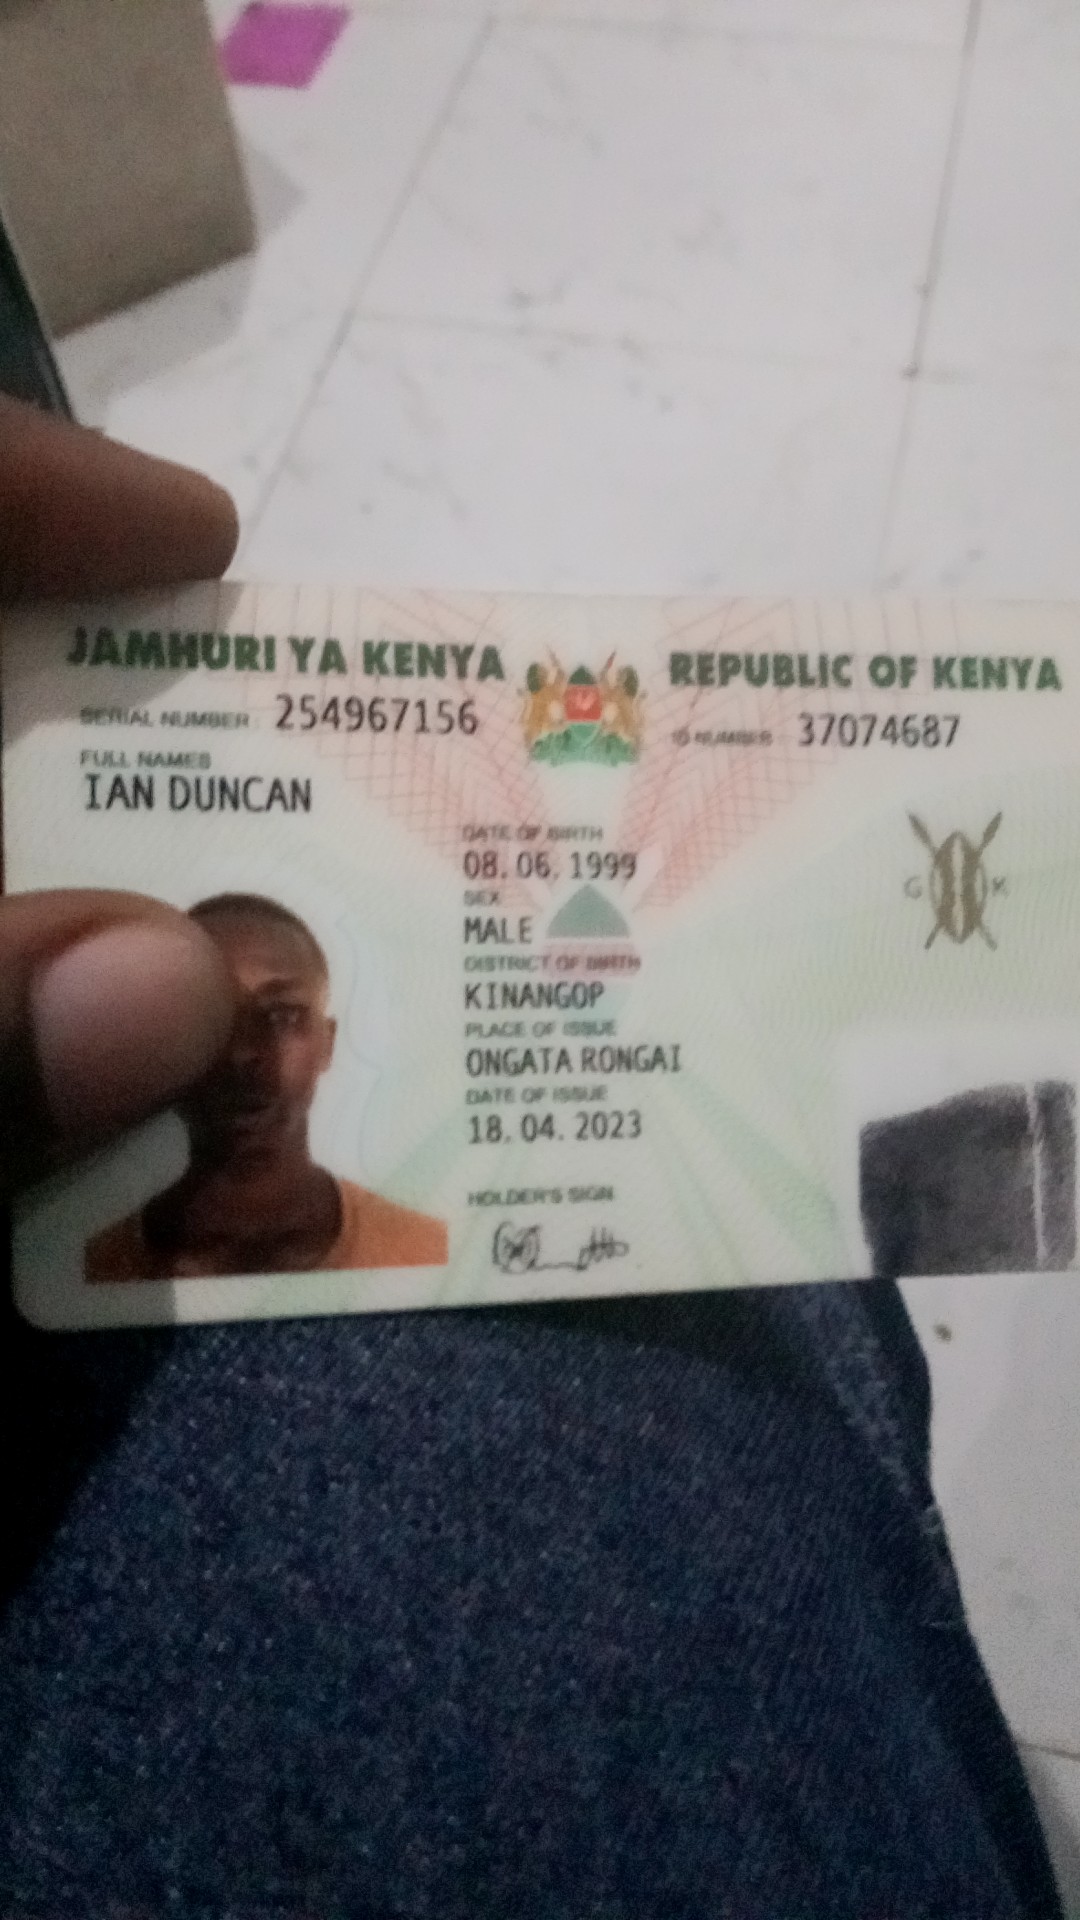 JAMHURI YA KENYA
REPUBLIC OF KENYA
SERIAL NUMBER: 254967156
ID NUMBER: 37074687
FULL NAMES
IAN DUNCAN
DATE OF BIRTH
08. 06. 1999
SEX
MALE
DISTRICT OF BIRTH
KINANGOP
PLACE OF ISSUE
ONGATA RONGAI
DATE OF ISSUE
18. 04. 2023
HOLDER'S SIGN.
G K